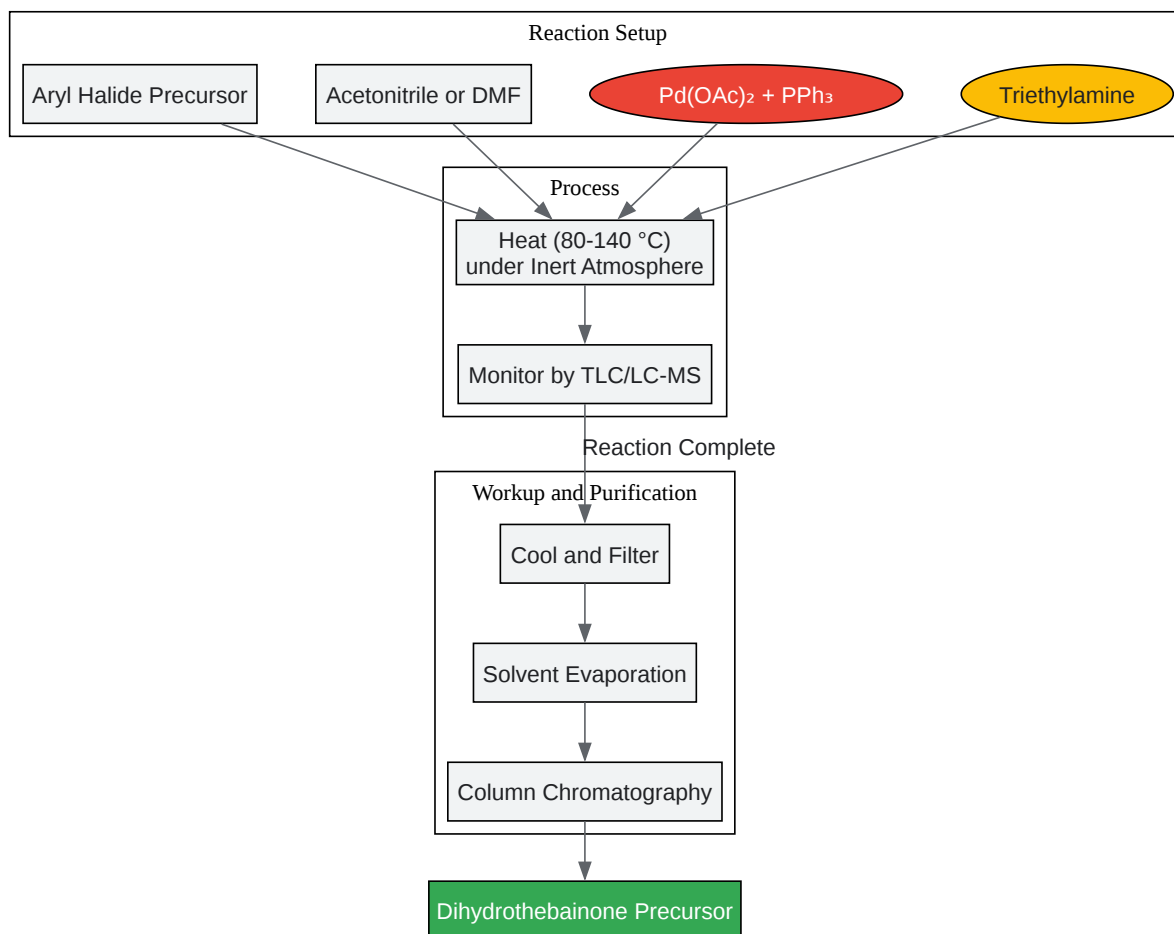 Reaction Setup
Aryl Halide Precursor
Acetonitrile or DMF
Pd(OAc)₂ + PPh₃
Triethylamine
Process
Heat (80-140 °C)
under Inert Atmosphere
Monitor by TLC/LC-MS
Reaction Complete
Workup and Purification
Cool and Filter
Solvent Evaporation
Column Chromatography
Dihydrothebainone Precursor